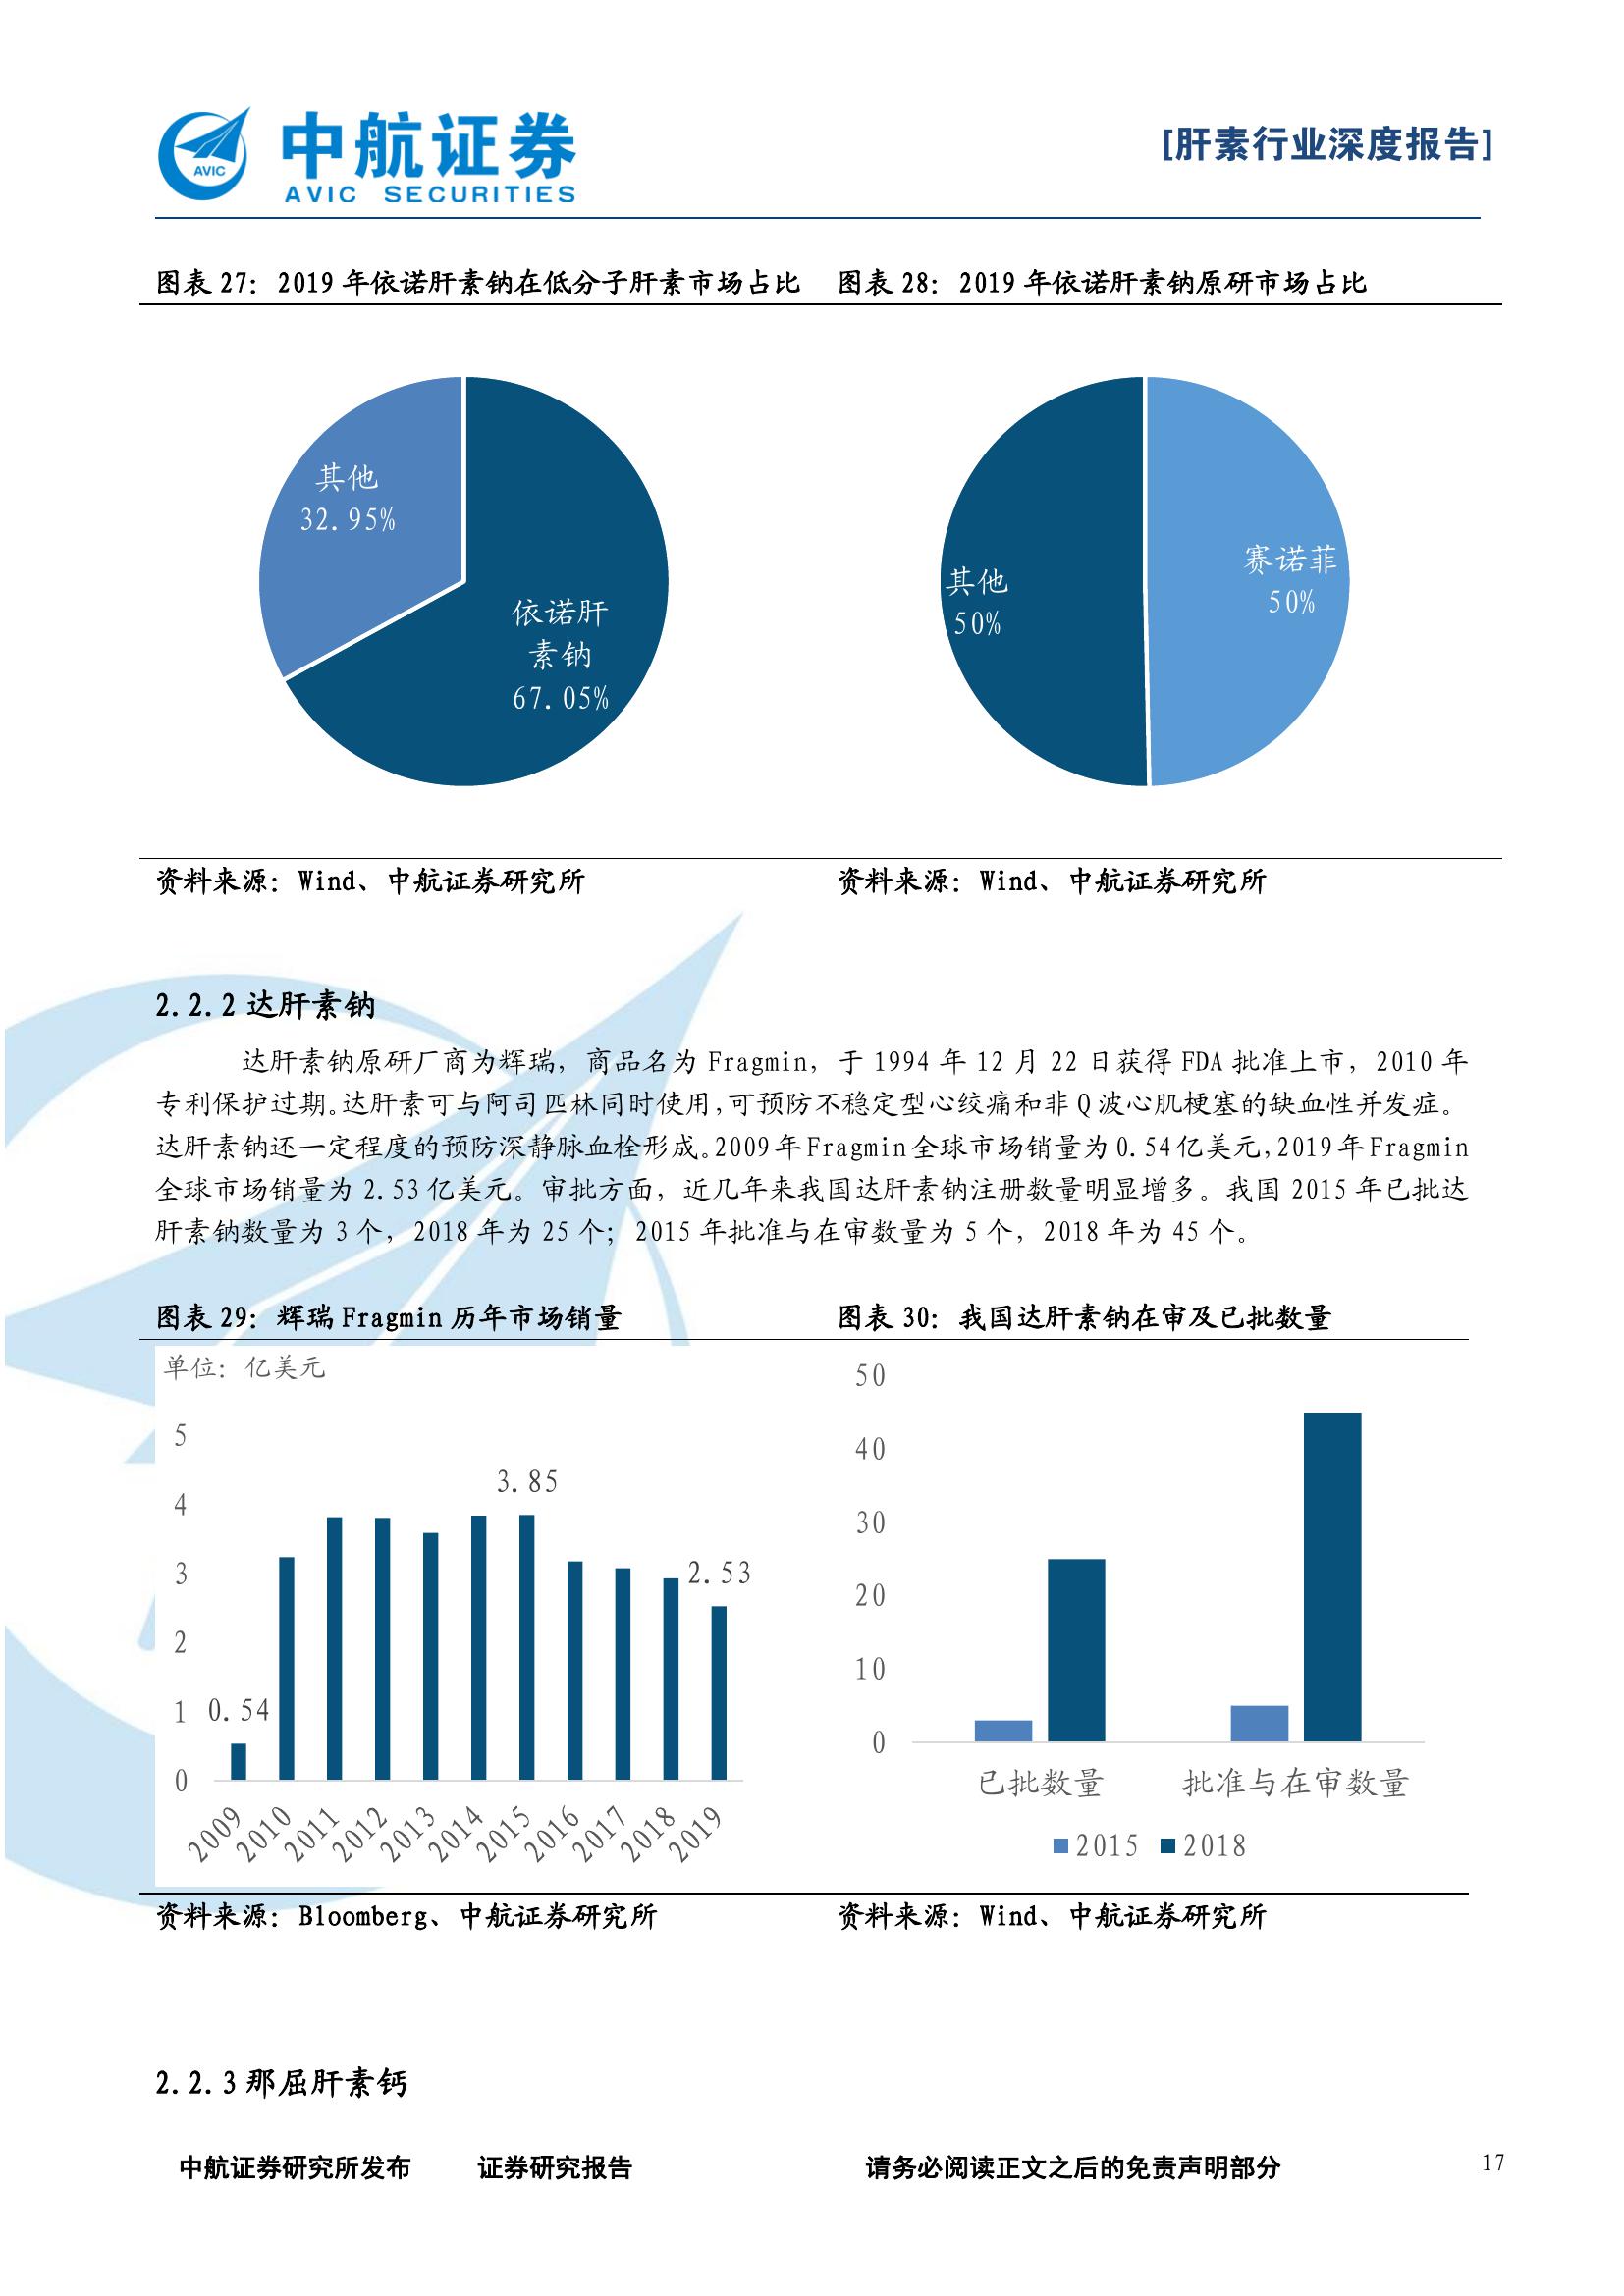 AVIC
中航证券
AVIC SECURITIES
[肝素行业深度报告]
图表 27：2019 年依诺肝素钠在低分子肝素市场占比
图表 28：2019 年依诺肝素钠原研市场占比
其他
32.95%
依诺肝
素钠
67.05%
其他
50%
赛诺菲
50%
资料来源：Wind、中航证券研究所
资料来源：Wind、中航证券研究所
2.2.2 达肝素钠
达肝素钠原研厂商为辉瑞，商品名为 Fragmin，于 1994 年 12 月 22 日获得 FDA 批准上市，2010 年
专利保护过期。达肝素可与阿司匹林同时使用，可预防不稳定型心绞痛和非 Q 波心肌梗塞的缺血性并发症。
达肝素钠还一定程度的预防深静脉血栓形成。2009 年 Fragmin 全球市场销量为 0.54 亿美元，2019 年 Fragmin
全球市场销量为 2.53 亿美元。审批方面，近几年来我国达肝素钠注册数量明显增多。我国 2015 年已批达
肝素钠数量为 3 个，2018 年为 25 个；2015 年批准与在审数量为 5 个，2018 年为 45 个。
图表 29：辉瑞 Fragmin 历年市场销量
图表 30：我国达肝素钠在审及已批数量
单位：亿美元
5
4
3
2
1
0
0.54
3.85
2.53
2009
2010
2011
2012
2013
2014
2015
2016
2017
2018
2019
50
40
30
20
10
0
已批数量
批准与在审数量
2015
2018
资料来源：Bloomberg、中航证券研究所
资料来源：Wind、中航证券研究所
2.2.3 那屈肝素钙
中航证券研究所发布 证券研究报告 请务必阅读正文之后的免责声明部分 17